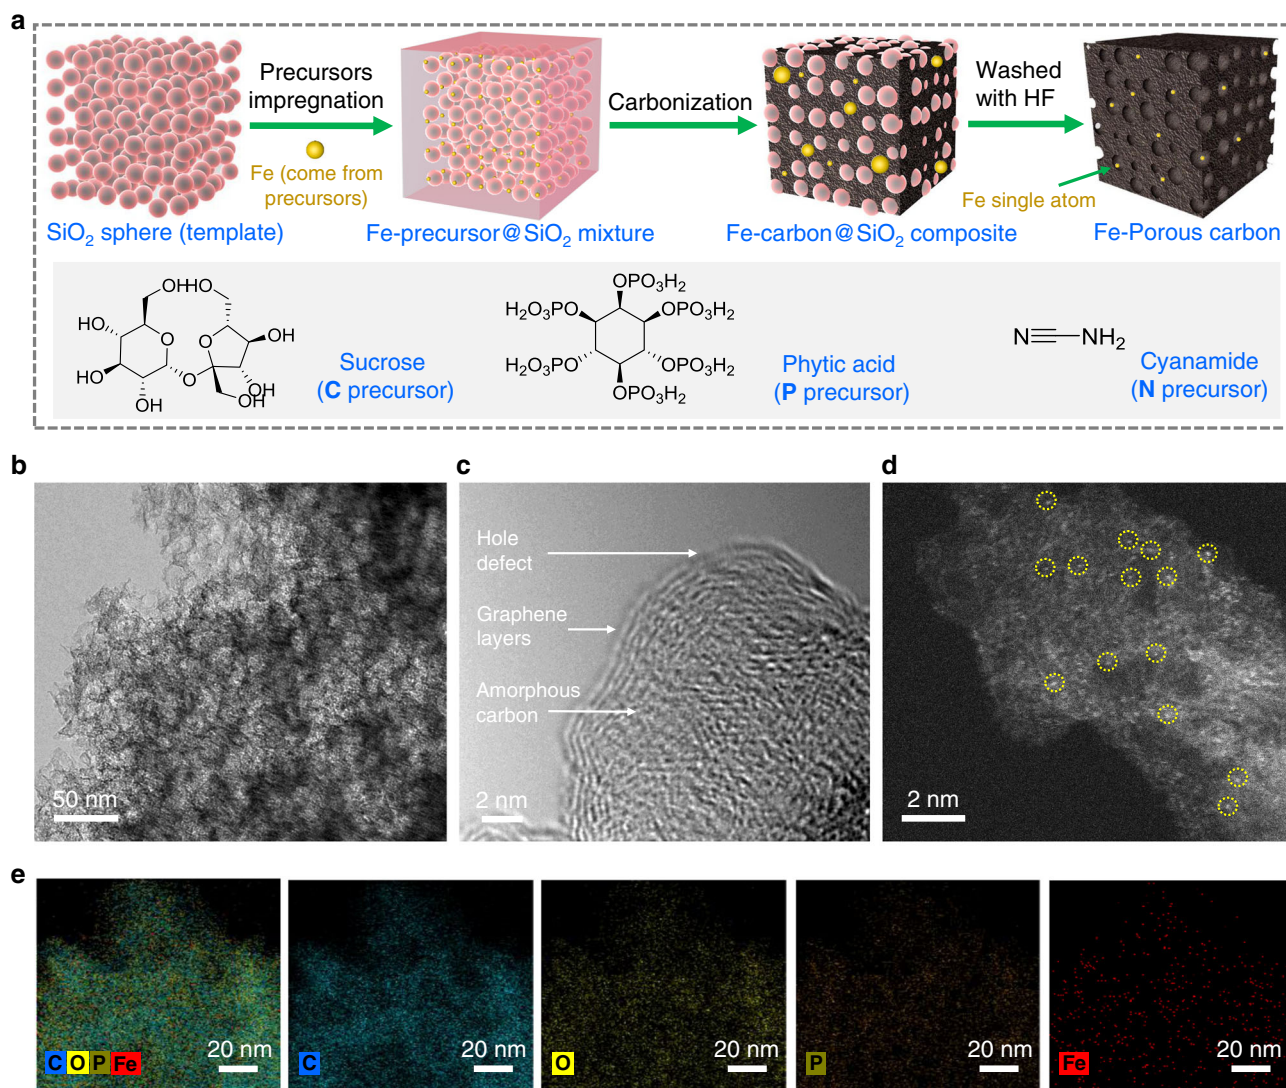 a
Precursors
impregnation
Fe (come from
precursors)
Carbonization
Washed
with HF
Fe single atom
SiO₂ sphere (template)
Fe-precursor@SiO₂ mixture
Fe-carbon@SiO₂ composite
Fe-Porous carbon
OH
HO
HO
O
OH
HO
O
HO
OH
O
OH
HO
OH
Sucrose
(C precursor)
OPO₃H₂
H₂O₃PO
OPO₃H₂
H₂O₃PO
OPO₃H₂
OPO₃H₂
Phytic acid
(P precursor)
N
NH₂
Cyanamide
(N precursor)
b
50 nm
c
Hole
defect
Graphene
layers
Amorphous
carbon
2 nm
d
2 nm
e
C O P Fe
20 nm
C
20 nm
O
20 nm
P
20 nm
Fe
20 nm